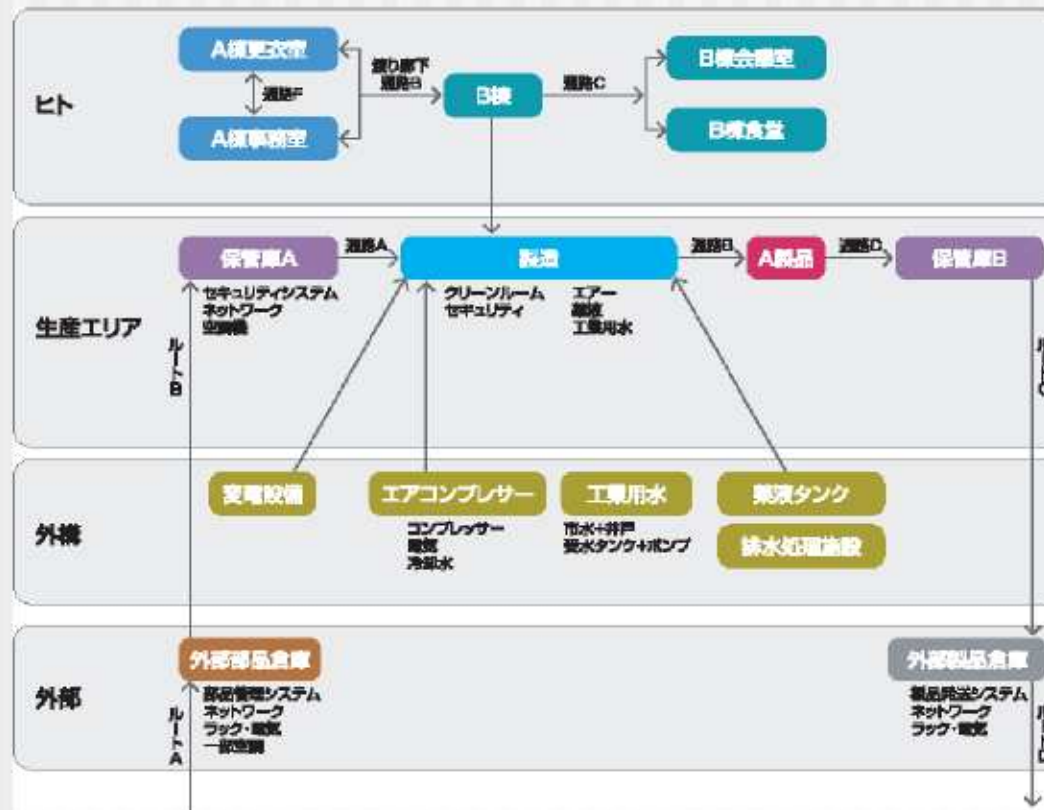 ヒト
A棟更衣室
通路F
A棟事務室
渡り廊下
通路B
B棟
通路C
B棟会議室
B棟食堂
生産エリア
保管庫A
セキュリティシステム
ネットワーク
空調機
通路A
製造
クリーンルーム
セキュリティ
エアー
薬液
工業用水
A製品
保管庫B
ルートB
外構
変電設備
エアコンプレサー
コンプレッサー
電気
冷却水
工業用水
市水+井戸
受水タンク+ポンプ
薬液タンク
排水処理施設
外部
外部部品倉庫
部品管理システム
ネットワーク
ラック・電気
一部空調
ルートA
外部製品倉庫
製品発送システム
ネットワーク
ラック・電気